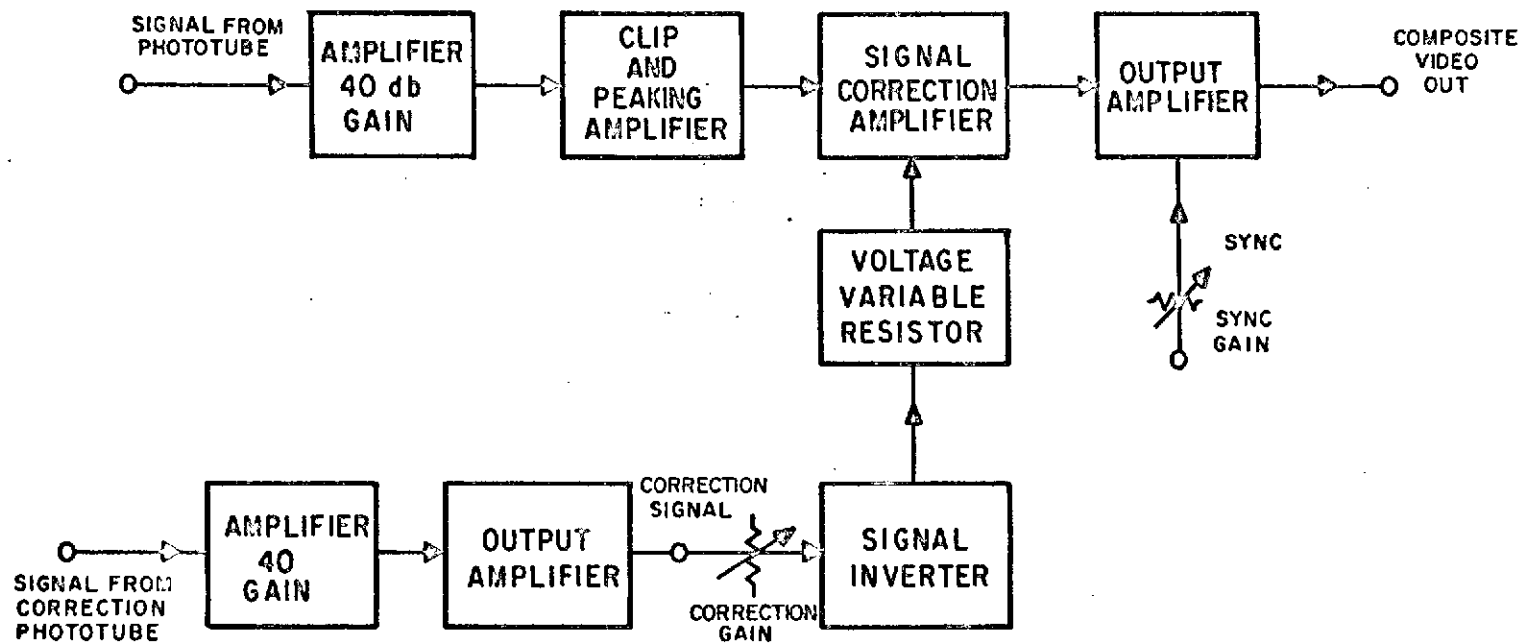 SIGNAL FROM
PHOTOTUBE
AMPLIFIER
40 db
GAIN
CLIP
AND
PEAKING
AMPLIFIER
SIGNAL
CORRECTION
AMPLIFIER
OUTPUT
AMPLIFIER
COMPOSITE
VIDEO
OUT
VOLTAGE
VARIABLE
RESISTOR
SYNC
SYNC
GAIN
SIGNAL FROM
CORRECTION
PHOTOTUBE
AMPLIFIER
40
GAIN
OUTPUT
AMPLIFIER
CORRECTION
SIGNAL
CORRECTION
GAIN
SIGNAL
INVERTER